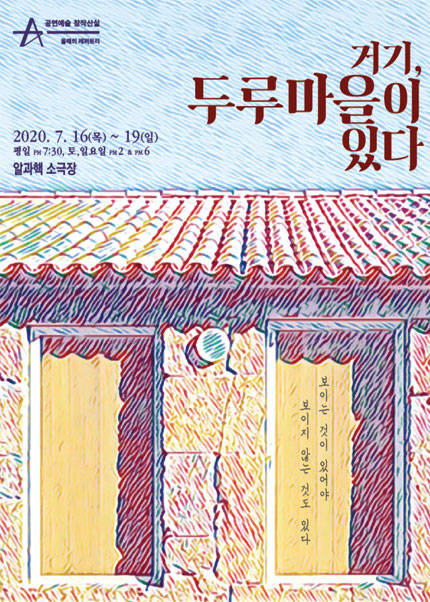 공연예술 창작산실
올해의 레퍼토리
거기,
두루마을이
있다
2020. 7. 16(목) ~ 19(일)
평일 PM 7:30, 토,일요일 PM 2 & PM 6
알과핵 소극장
보이는 것이 있어야
보이지 않는 것도 있다